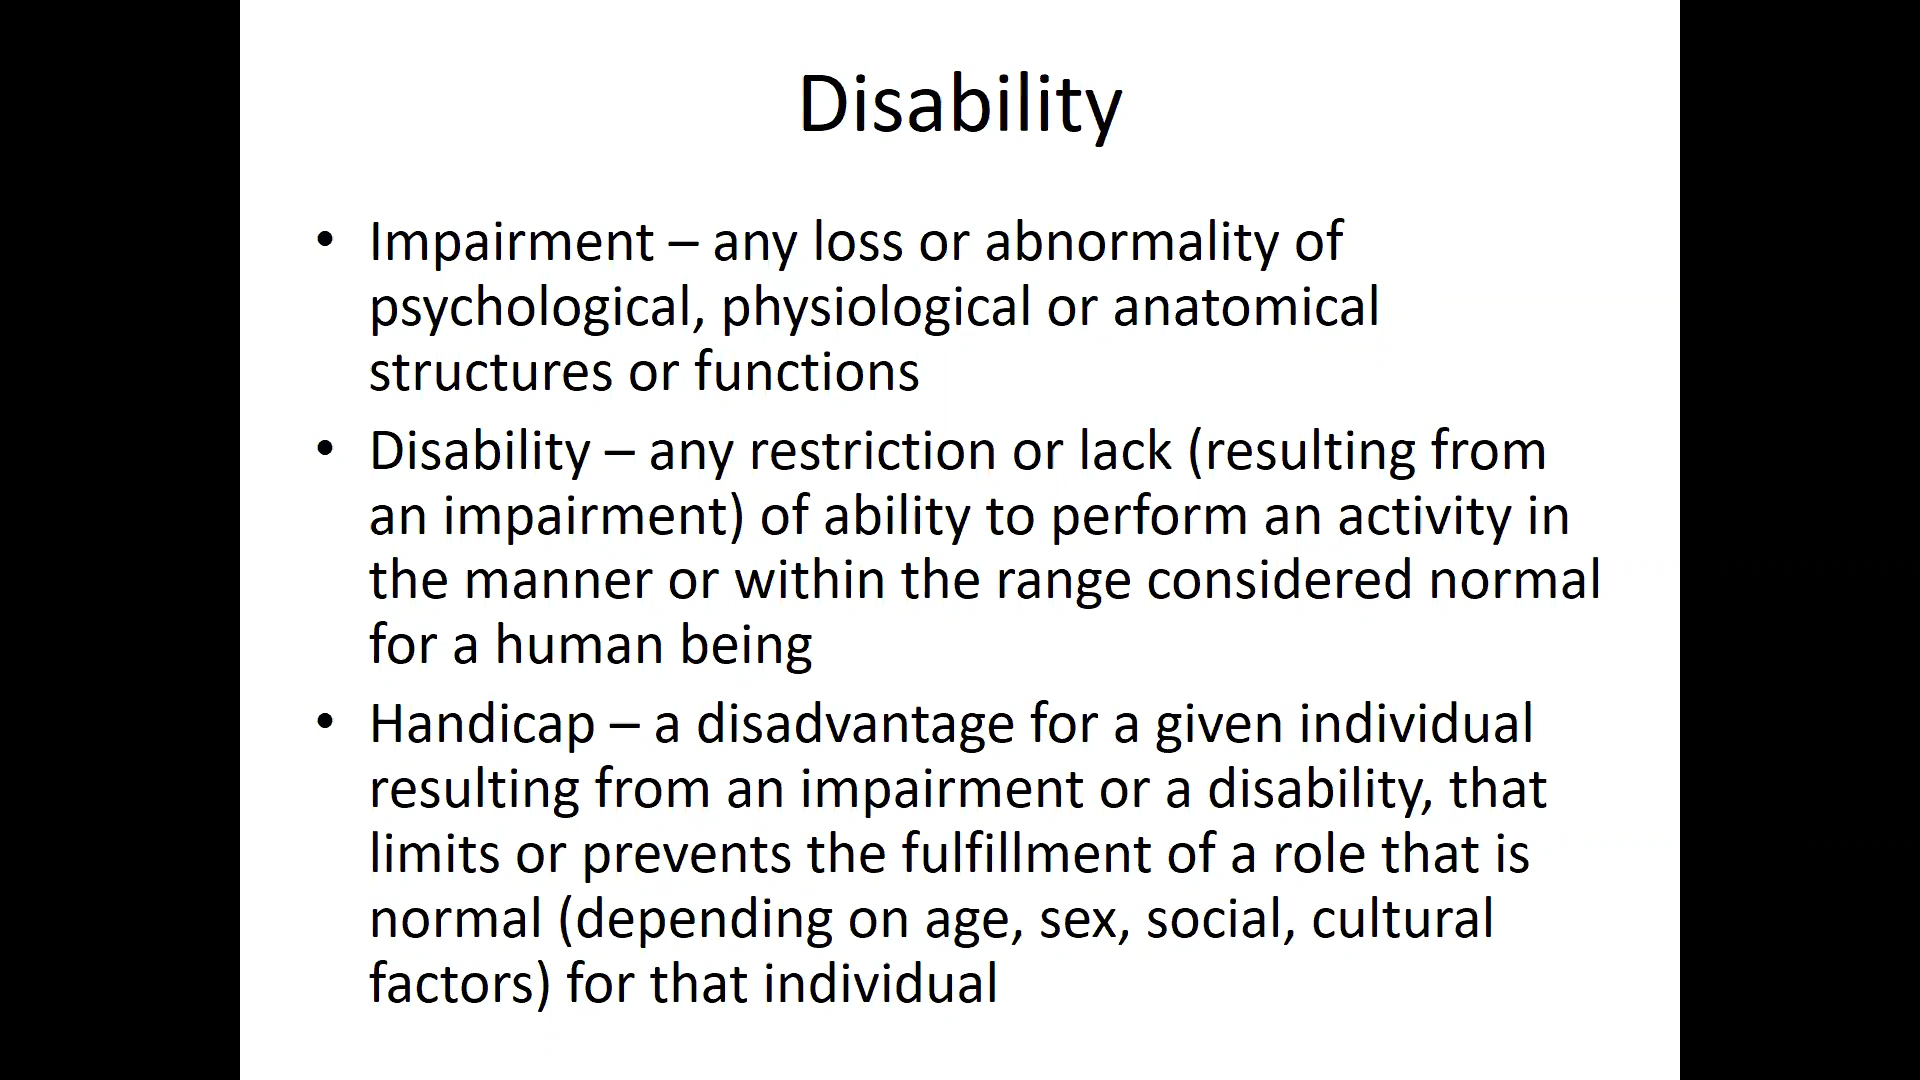 Disability
• Impairment – any loss or abnormality of
psychological, physiological or anatomical
structures or functions
• Disability – any restriction or lack (resulting from
an impairment) of ability to perform an activity in
the manner or within the range considered normal
for a human being
• Handicap – a disadvantage for a given individual
resulting from an impairment or a disability, that
limits or prevents the fulfillment of a role that is
normal (depending on age, sex, social, cultural
factors) for that individual